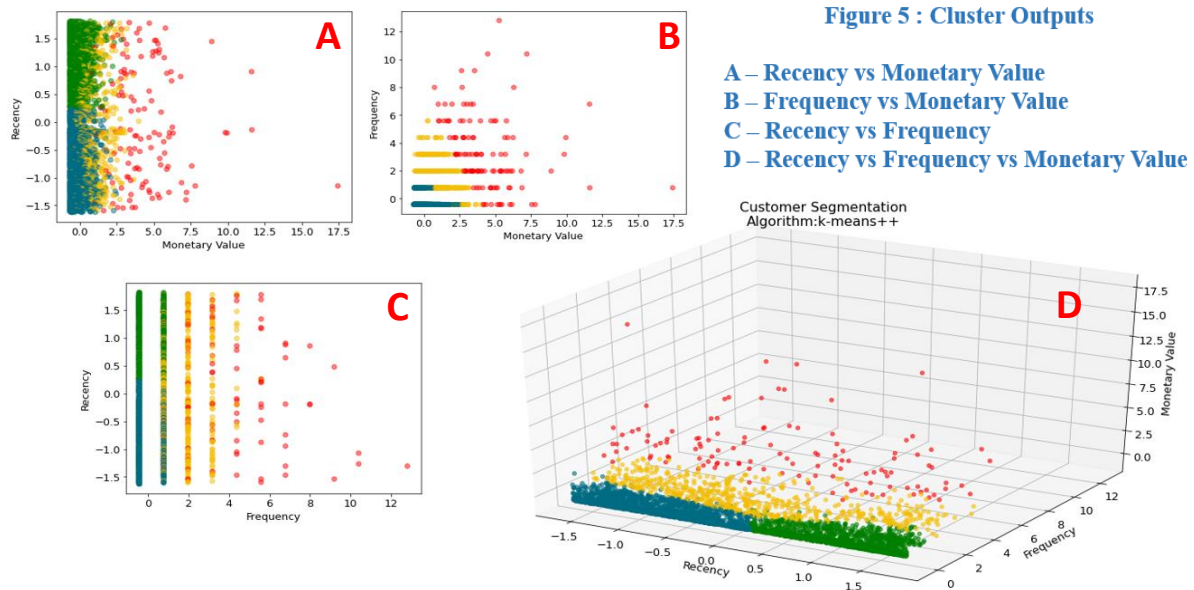 Figure 5 : Cluster Outputs
A – Recency vs Monetary Value
B – Frequency vs Monetary Value
C – Recency vs Frequency
D – Recency vs Frequency vs Monetary Value
A
1.5
1.0
0.5
0.0
−0.5
−1.0
−1.5
Recency
0.0 2.5 5.0 7.5 10.0 12.5 15.0 17.5
Monetary Value
B
12
10
8
6
4
2
0
Frequency
0.0 2.5 5.0 7.5 10.0 12.5 15.0 17.5
Monetary Value
C
1.5
1.0
0.5
0.0
−0.5
−1.0
−1.5
Recency
0 2 4 6 8 10 12
Frequency
Customer Segmentation
Algorithm:k-means++
D
17.5
15.0
12.5
10.0
7.5
5.0
2.5
0.0
Monetary Value
−1.5 −1.0 −0.5 0.0 0.5 1.0 1.5
Recency
0 2 4 6 8 10 12
Frequency